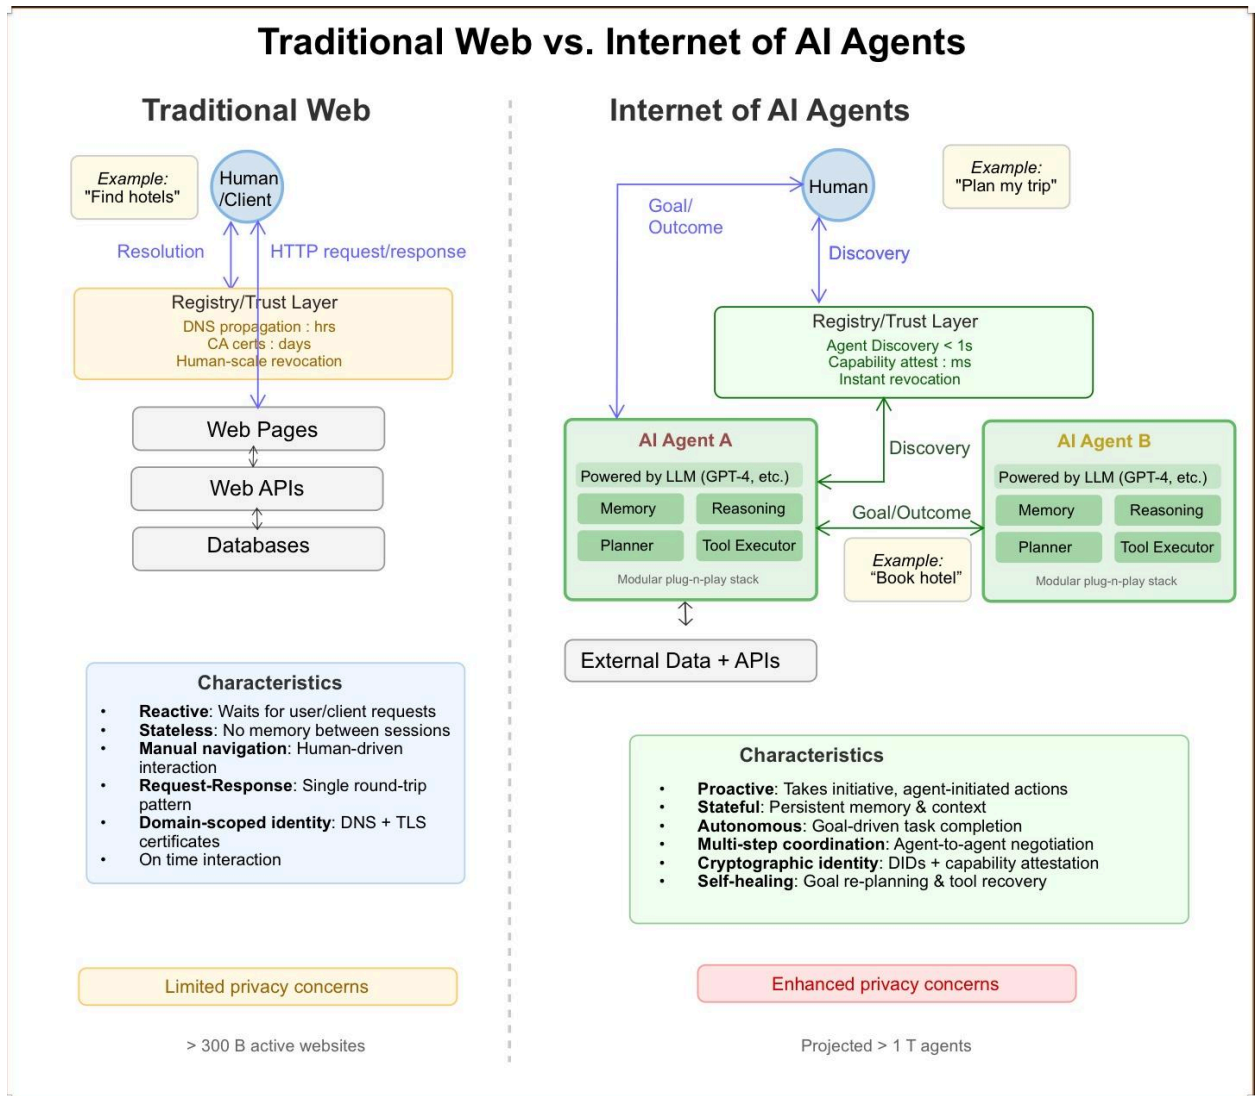 Traditional Web vs. Internet of AI Agents
Traditional Web
Example:
"Find hotels"
Human
/Client
Resolution
HTTP request/response
Registry/Trust Layer
DNS propagation : hrs
CA certs : days
Human-scale revocation
Web Pages
Web APIs
Databases
Characteristics
• Reactive: Waits for user/client requests
• Stateless: No memory between sessions
• Manual navigation: Human-driven
interaction
• Request-Response: Single round-trip
pattern
• Domain-scoped identity: DNS + TLS
certificates
• On time interaction
Limited privacy concerns
> 300 B active websites
Internet of AI Agents
Human
Example:
"Plan my trip"
Goal/
Outcome
Discovery
Registry/Trust Layer
Agent Discovery < 1s
Capability attest : ms
Instant revocation
AI Agent A
Powered by LLM (GPT-4, etc.)
Memory
Reasoning
Planner
Tool Executor
Modular plug-n-play stack
Discovery
Goal/Outcome
Example:
“Book hotel”
AI Agent B
Powered by LLM (GPT-4, etc.)
Memory
Reasoning
Planner
Tool Executor
Modular plug-n-play stack
External Data + APIs
Characteristics
• Proactive: Takes initiative, agent-initiated actions
• Stateful: Persistent memory & context
• Autonomous: Goal-driven task completion
• Multi-step coordination: Agent-to-agent negotiation
• Cryptographic identity: DIDs + capability attestation
• Self-healing: Goal re-planning & tool recovery
Enhanced privacy concerns
Projected > 1 T agents